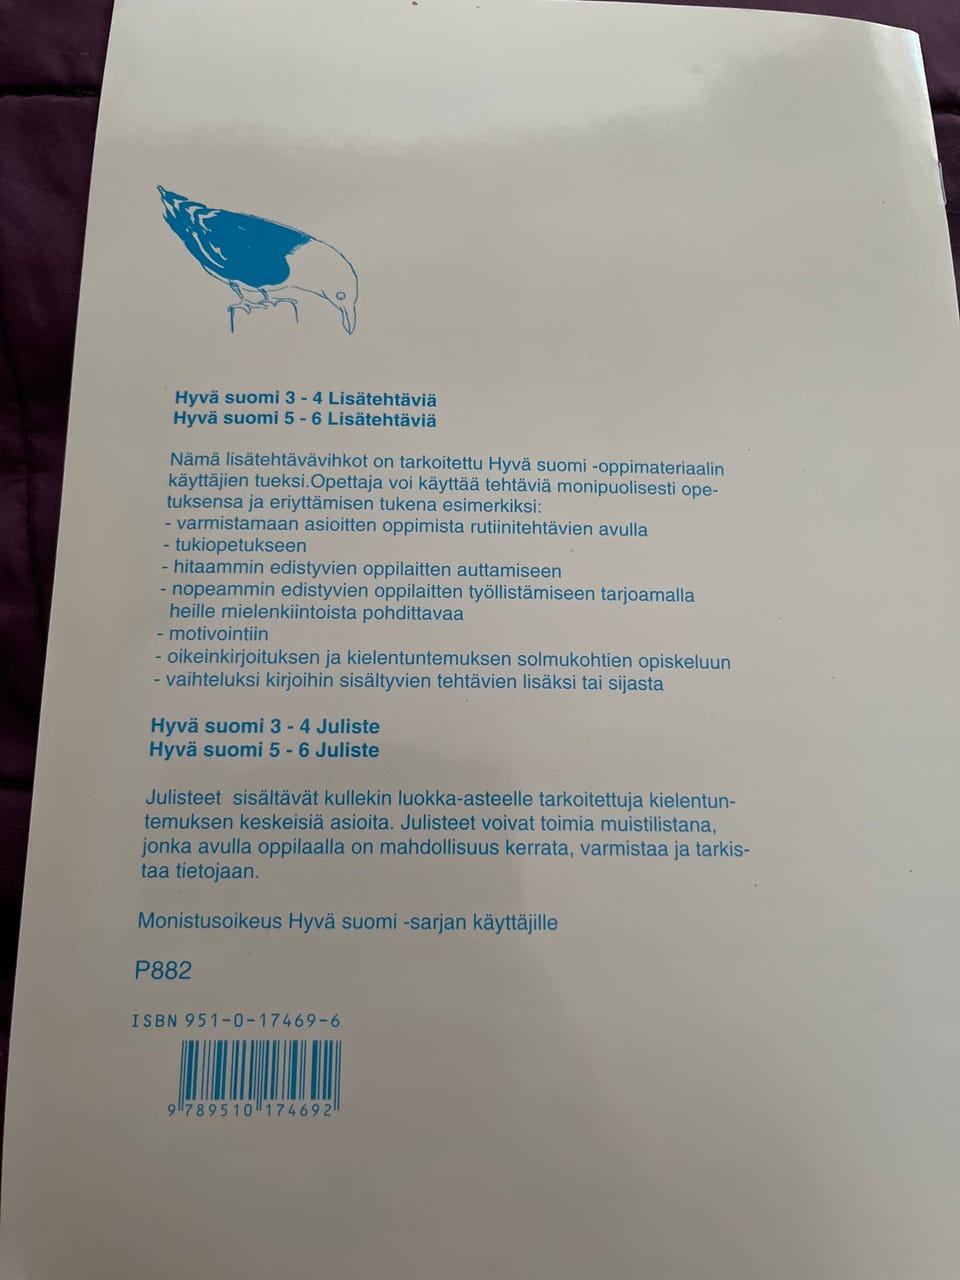 Hyvä suomi 3 - 4 Lisätehtäviä
Hyvä suomi 5 - 6 Lisätehtäviä
Nämä lisätehtävävihkot on tarkoitettu Hyvä suomi -oppimateriaalin
käyttäjien tueksi.Opettaja voi käyttää tehtäviä monipuolisesti ope-
tuksensa ja eriyttämisen tukena esimerkiksi:
- varmistamaan asioitten oppimista rutiinitehtävien avulla
- tukiopetukseen
- hitaammin edistyvien oppilaitten auttamiseen
- nopeammin edistyvien oppilaitten työllistämiseen tarjoamalla
heille mielenkiintoista pohdittavaa
- motivointiin
- oikeinkirjoituksen ja kielentuntemuksen solmukohtien opiskeluun
- vaihteluksi kirjoihin sisältyvien tehtävien lisäksi tai sijasta
Hyvä suomi 3 - 4 Juliste
Hyvä suomi 5 - 6 Juliste
Julisteet sisältävät kullekin luokka-asteelle tarkoitettuja kielentun-
temuksen keskeisiä asioita. Julisteet voivat toimia muistilistana,
jonka avulla oppilaalla on mahdollisuus kerrata, varmistaa ja tarkis-
taa tietojaan.
Monistusoikeus Hyvä suomi -sarjan käyttäjille
P882
ISBN 951-0-17469-6
9 789510 174692